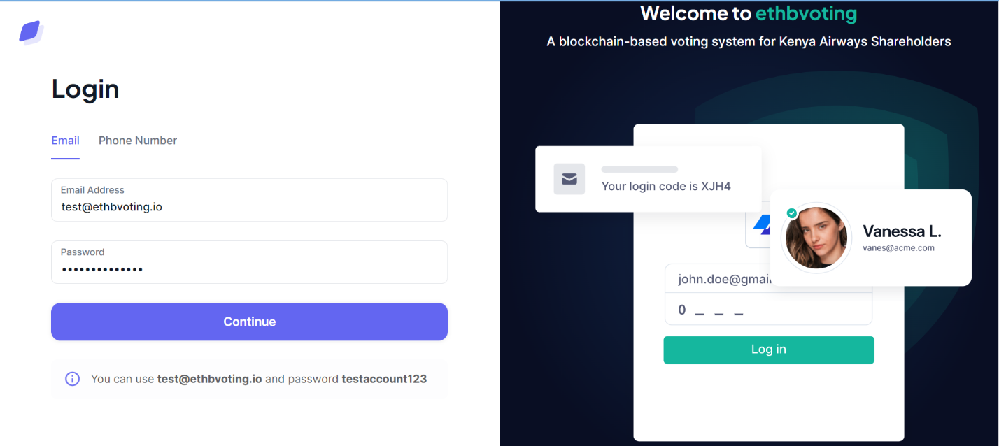 Login
Email Phone Number
Email Address
test@ethbvoting.io
Password
••••••••••••••
Continue
You can use test@ethbvoting.io and password testaccount123
Welcome to ethbvoting
A blockchain-based voting system for Kenya Airways Shareholders
Your login code is XJH4
Vanessa L.
vanes@acme.com
john.doe@gmail
0 _ _ _
Log in